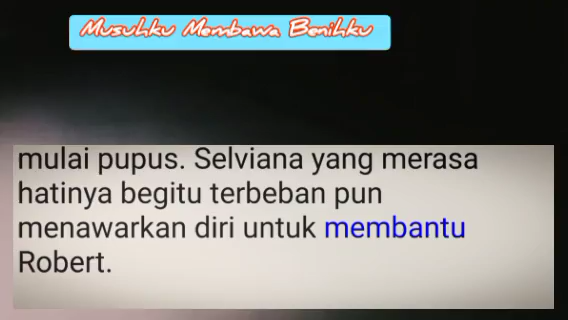 Musuhku Membawa Benihku
mulai pupus. Selviana yang merasa
hatinya begitu terbeban pun
menawarkan diri untuk membantu
Robert.